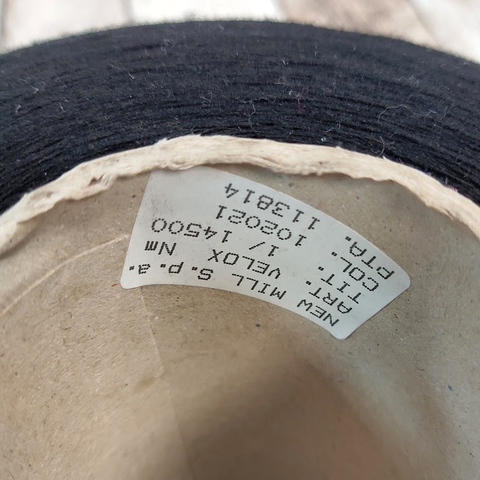 NEW MILL S.p.a.
ART. VELOX Nm
TIT. 1/ 14500
COL. 102021
PTA. 113814